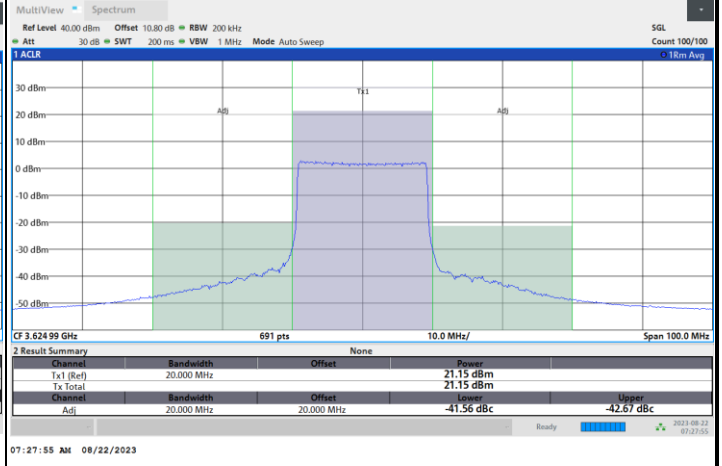 MultiView Spectrum
Ref Level 40.00 dBm Offset 10.80 dB RBW 200 kHz SGL
Att 30 dB SWT 200 ms VBW 1 MHz Mode Auto Sweep Count 100/100
1 ACLR 1Rm Avg
Tx1
30 dBm
Adj Adj
20 dBm
10 dBm
0 dBm
-10 dBm
-20 dBm
-30 dBm
-40 dBm
-50 dBm
CF 3.624 99 GHz 691 pts 10.0 MHz/ Span 100.0 MHz
2 Result Summary None
Channel Bandwidth Offset Power
Tx1 (Ref) 20.000 MHz 21.15 dBm
Tx Total 21.15 dBm
Channel Bandwidth Offset Lower Upper
Adj 20.000 MHz 20.000 MHz -41.56 dBc -42.67 dBc
Ready 2023-08-22
07:27:55
07:27:55 AM 08/22/2023